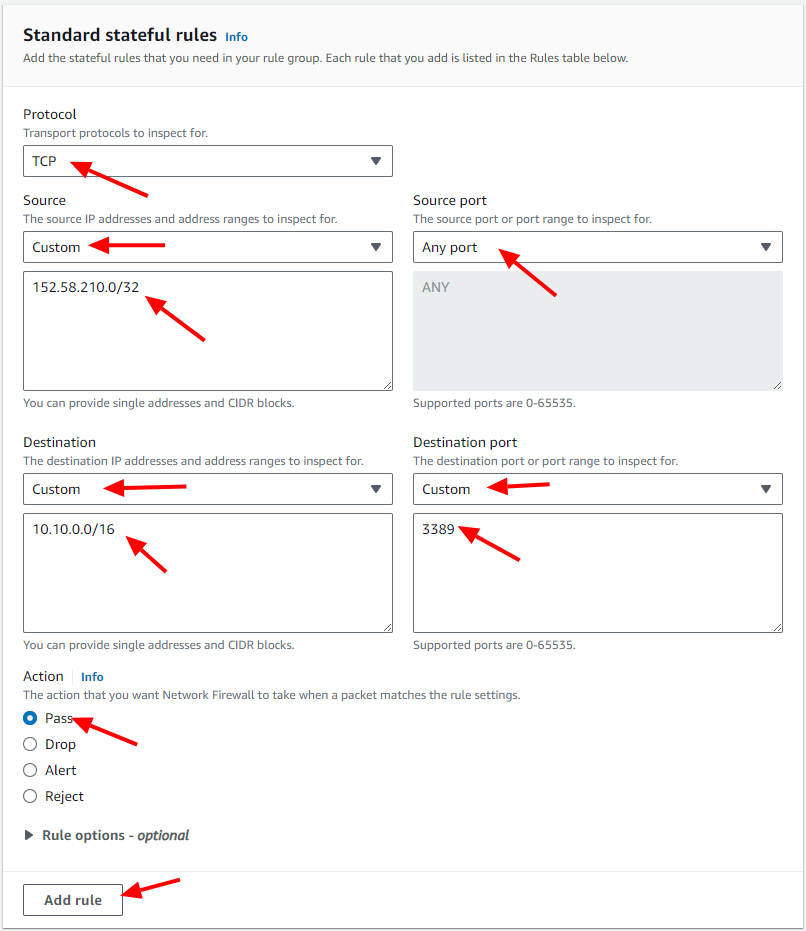 Standard stateful rules Info
Add the stateful rules that you need in your rule group. Each rule that you add is listed in the Rules table below.
Protocol
Transport protocols to inspect for.
TCP
Source
The source IP addresses and address ranges to inspect for.
Custom
152.58.210.0/32
You can provide single addresses and CIDR blocks.
Source port
The source port or port range to inspect for.
Any port
ANY
Supported ports are 0-65535.
Destination
The destination IP addresses and address ranges to inspect for.
Custom
10.10.0.0/16
You can provide single addresses and CIDR blocks.
Destination port
The destination port or port range to inspect for.
Custom
3389
Supported ports are 0-65535.
Action Info
The action that you want Network Firewall to take when a packet matches the rule settings.
Pass
Drop
Alert
Reject
Rule options - optional
Add rule